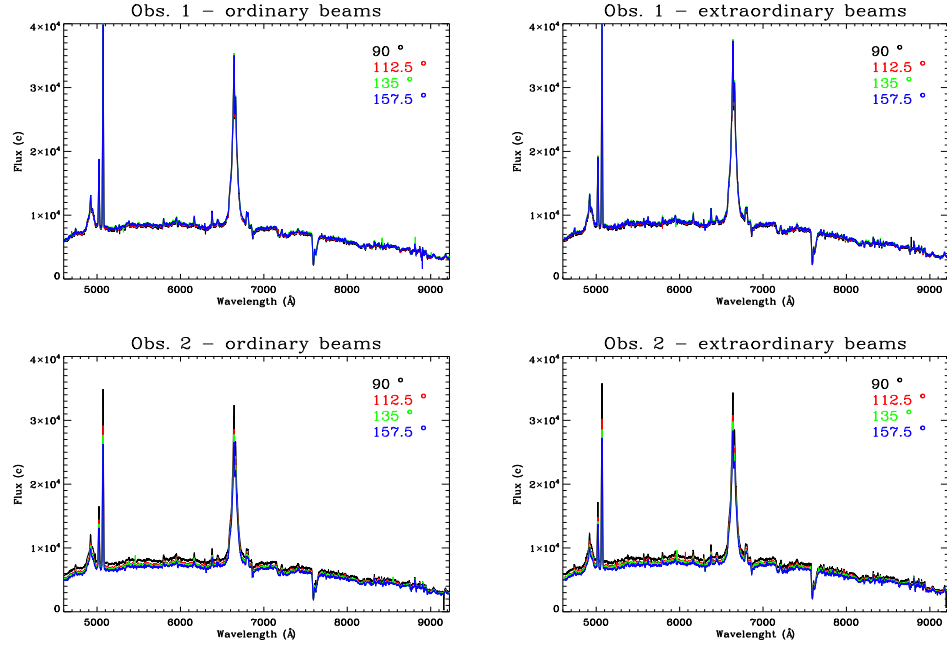 Obs. 1 – ordinary beams
4×10⁴
3×10⁴
2×10⁴
1×10⁴
0
Flux (c)
90 °
112.5 °
135 °
157.5 °
5000 6000 7000 8000 9000
Wavelength (Å)
Obs. 1 – extraordinary beams
4×10⁴
3×10⁴
2×10⁴
1×10⁴
0
Flux (c)
90 °
112.5 °
135 °
157.5 °
5000 6000 7000 8000 9000
Wavelength (Å)
Obs. 2 – ordinary beams
4×10⁴
3×10⁴
2×10⁴
1×10⁴
0
Flux (c)
90 °
112.5 °
135 °
157.5 °
5000 6000 7000 8000 9000
Wavelength (Å)
Obs. 2 – extraordinary beams
4×10⁴
3×10⁴
2×10⁴
1×10⁴
0
Flux (c)
90 °
112.5 °
135 °
157.5 °
5000 6000 7000 8000 9000
Wavelenght (Å)